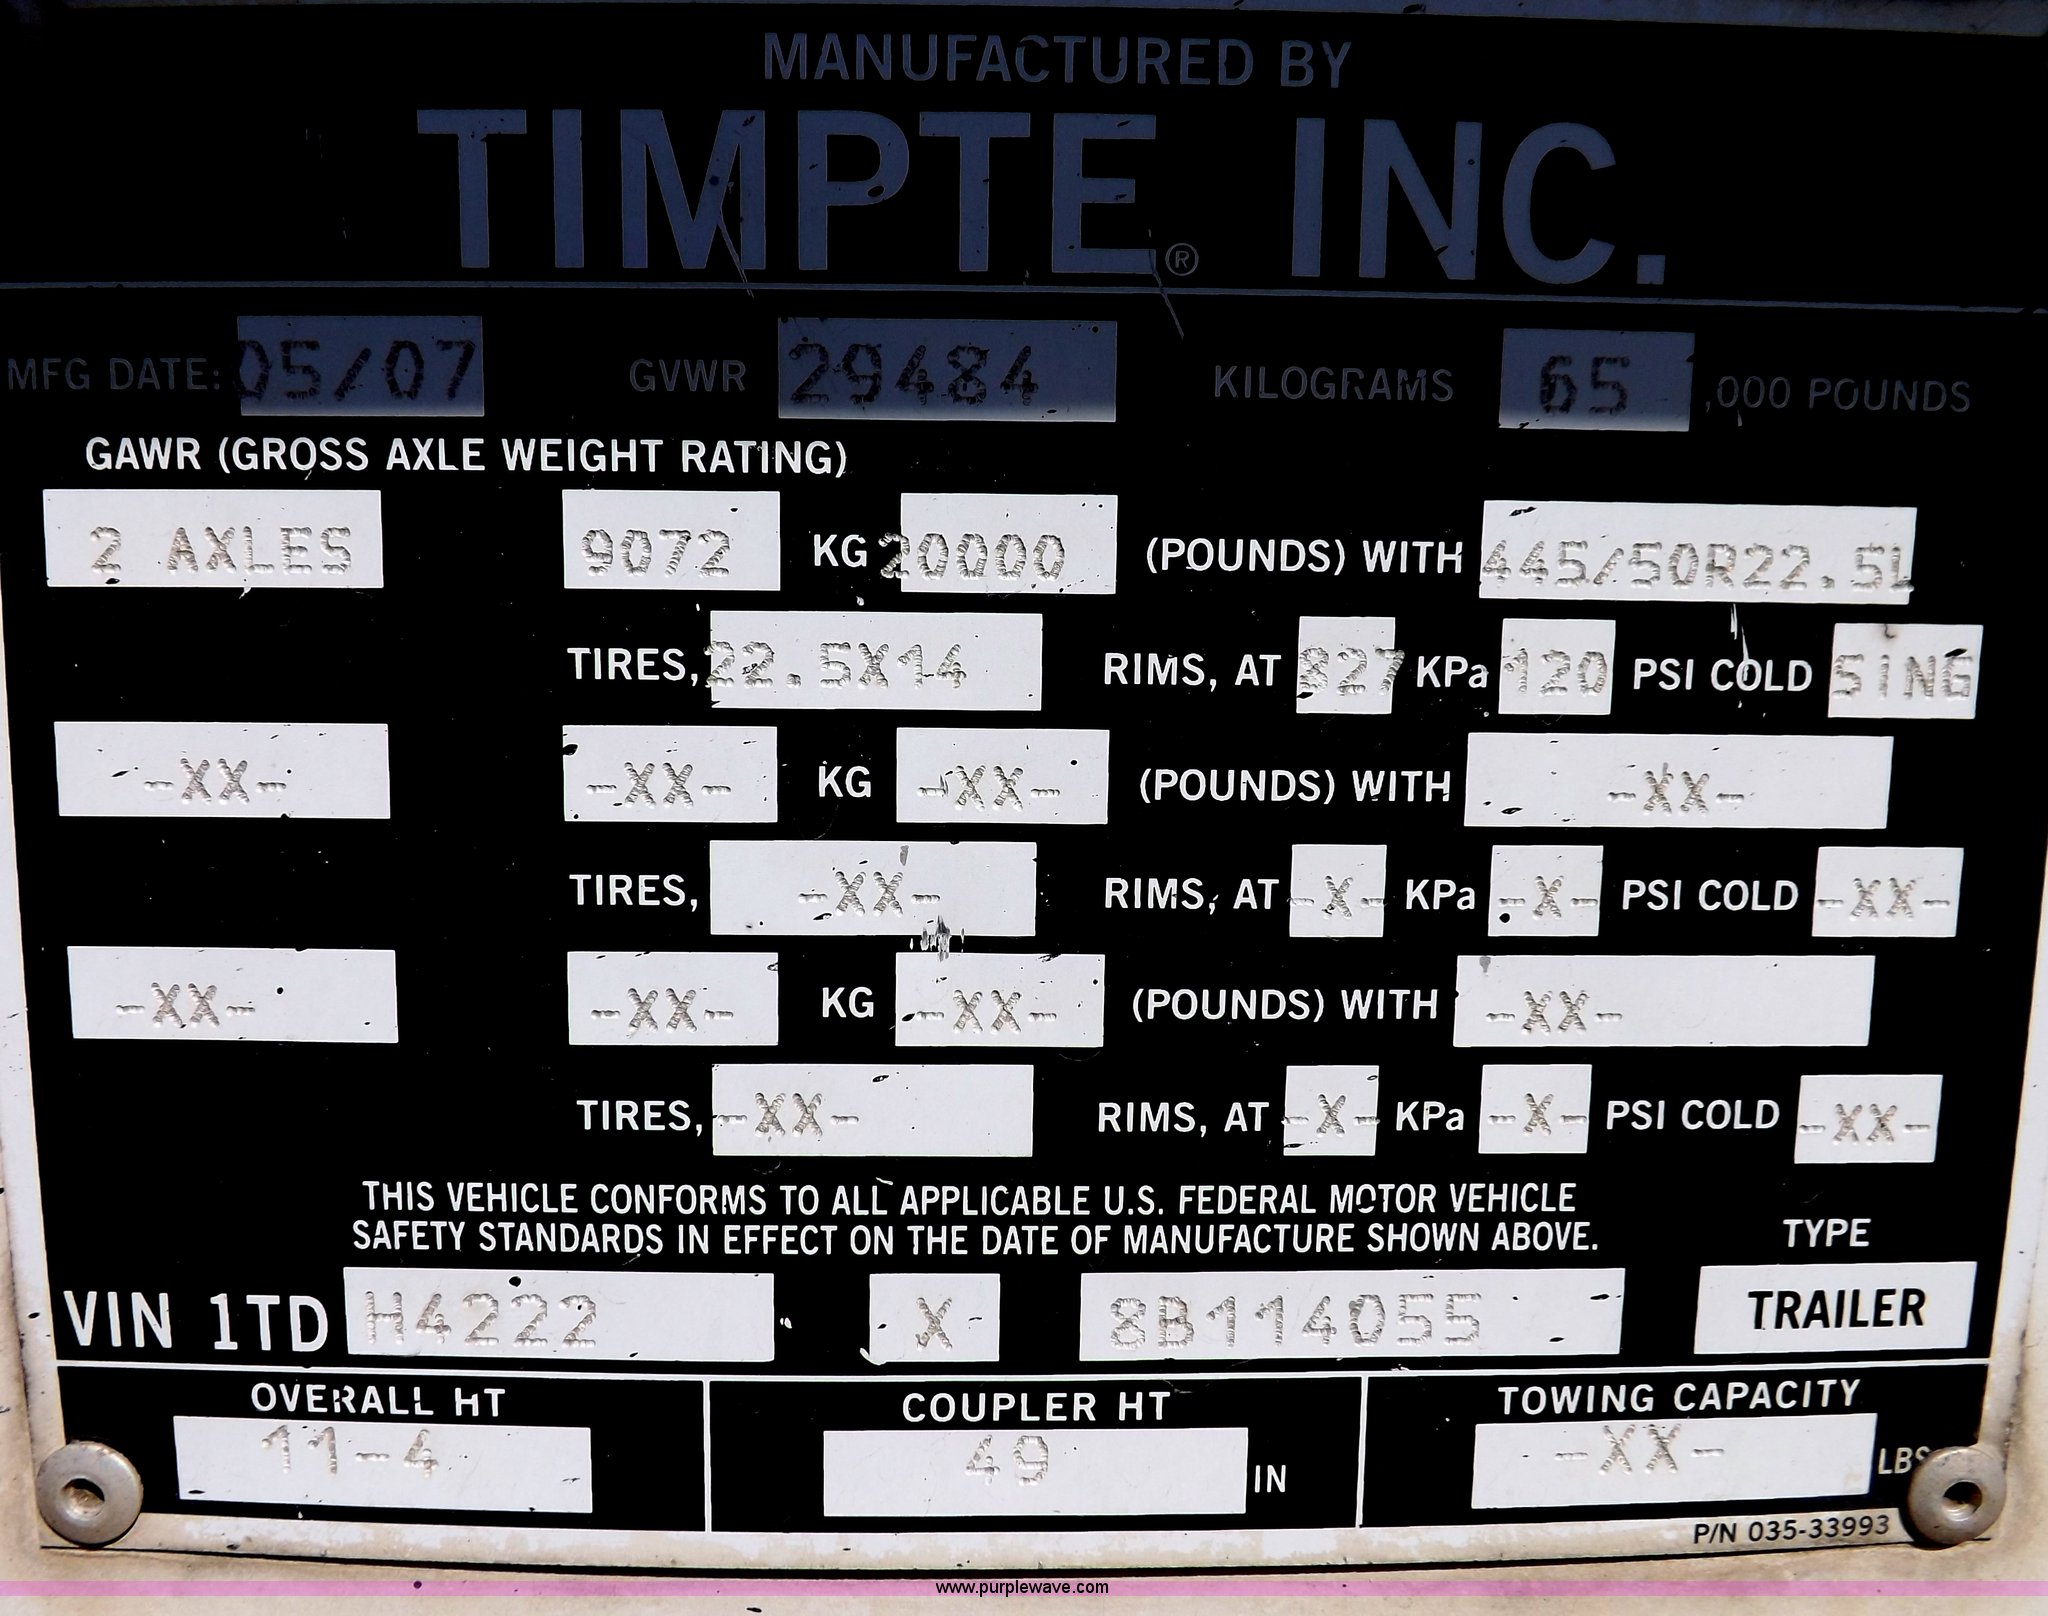 MANUFACTURED BY
TIMPTE® INC.
MFG DATE: 05/07 GVWR 29484 KILOGRAMS 65 ,000 POUNDS
GAWR (GROSS AXLE WEIGHT RATING)
2 AXLES 9072 KG 20000 (POUNDS) WITH 445/50R22.5L
TIRES, 22.5X14 RIMS, AT 827 KPa 120 PSI COLD SING
-XX- -XX- KG -XX- (POUNDS) WITH -XX-
TIRES, -XX- RIMS, AT -X- KPa -X- PSI COLD -XX-
-XX- -XX- KG -XX- (POUNDS) WITH -XX-
TIRES, -XX- RIMS, AT -X- KPa -X- PSI COLD -XX-
THIS VEHICLE CONFORMS TO ALL APPLICABLE U.S. FEDERAL MOTOR VEHICLE
SAFETY STANDARDS IN EFFECT ON THE DATE OF MANUFACTURE SHOWN ABOVE.
TYPE
VIN 1TD H4222 X 8B114055 TRAILER
OVERALL HT COUPLER HT TOWING CAPACITY
11-4 49 IN -XX- LBS
P/N 035-33993
www.purplewave.com